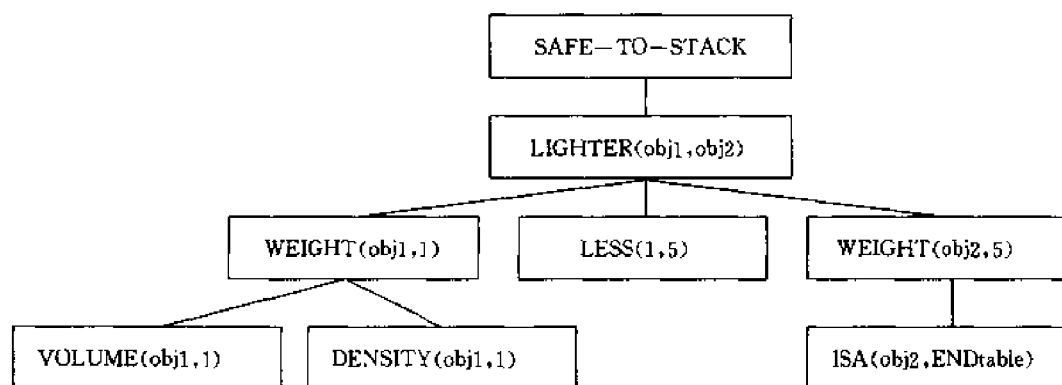 SAFE-TO-STACK
LIGHTER(obj1,obj2)
WEIGHT(obj1,1)
LESS(1,5)
WEIGHT(obj2,5)
VOLUME(obj1,1)
DENSITY(obj1,1)
ISA(obj2,ENDtable)